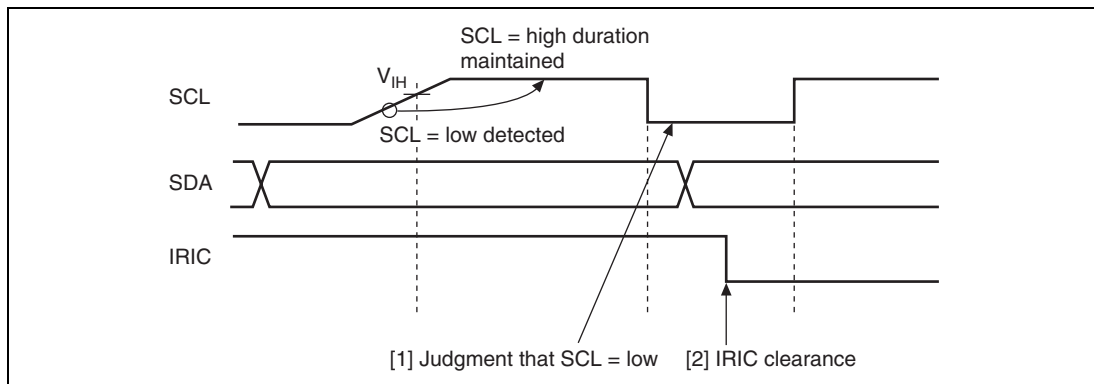 SCL = high duration
maintained
VIH
SCL
SCL = low detected
SDA
IRIC
[1] Judgment that SCL = low
[2] IRIC clearance